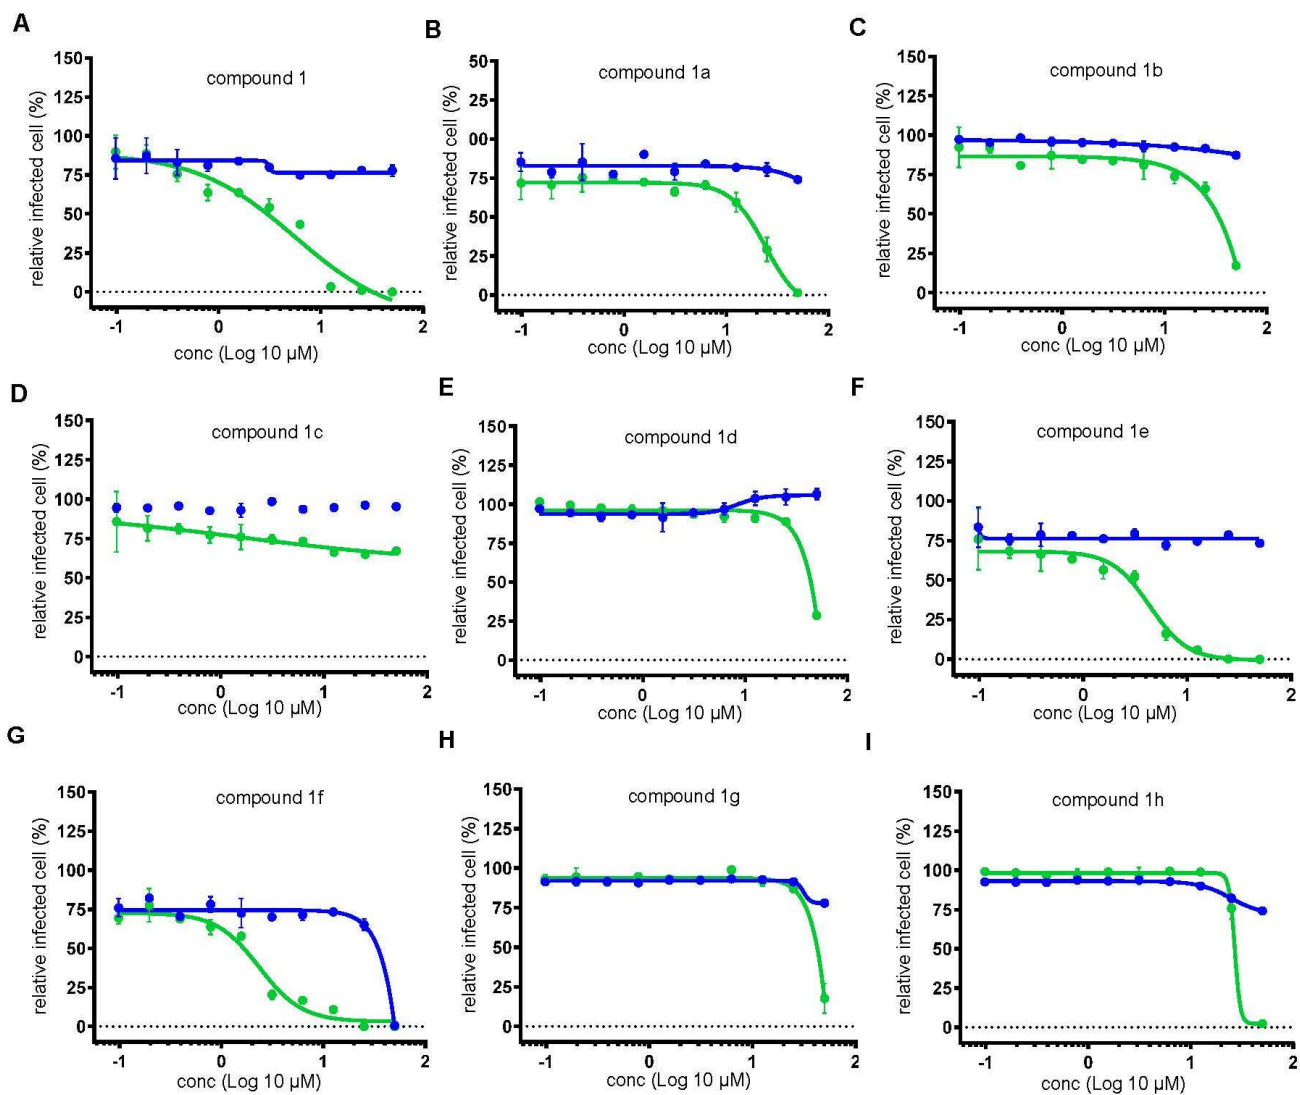 A
B
C
compound 1
compound 1a
compound 1b
relative infected cell (%)
150
125
100
75
50
25
0
-1 0 1 2
conc (Log 10 µM)
relative infected cell (%)
50
25
00
75
50
25
0
-1 0 1 2
conc (Log 10 µM)
relative infected cell (%)
150
125
100
75
50
25
0
-1 0 1 2
conc (Log 10 µM)
D
E
F
compound 1c
compound 1d
compound 1e
relative infected cell (%)
150
125
100
75
50
25
0
-1 0 1 2
conc (Log 10 µM)
relative infected cell (%)
150
125
100
75
50
25
0
-1 0 1 2
conc (Log 10 µM)
relative infected cell (%)
150
125
100
75
50
25
0
-1 0 1 2
conc (Log 10 µM)
G
H
I
compound 1f
compound 1g
compound 1h
relative infected cell (%)
150
125
100
75
50
25
0
-1 0 1 2
conc (Log 10 µM)
relative infected cell (%)
150
125
100
75
50
25
0
-1 0 1 2
conc (Log 10 µM)
relative infected cell (%)
150
125
100
75
50
25
0
-1 0 1 2
conc (Log 10 µM)